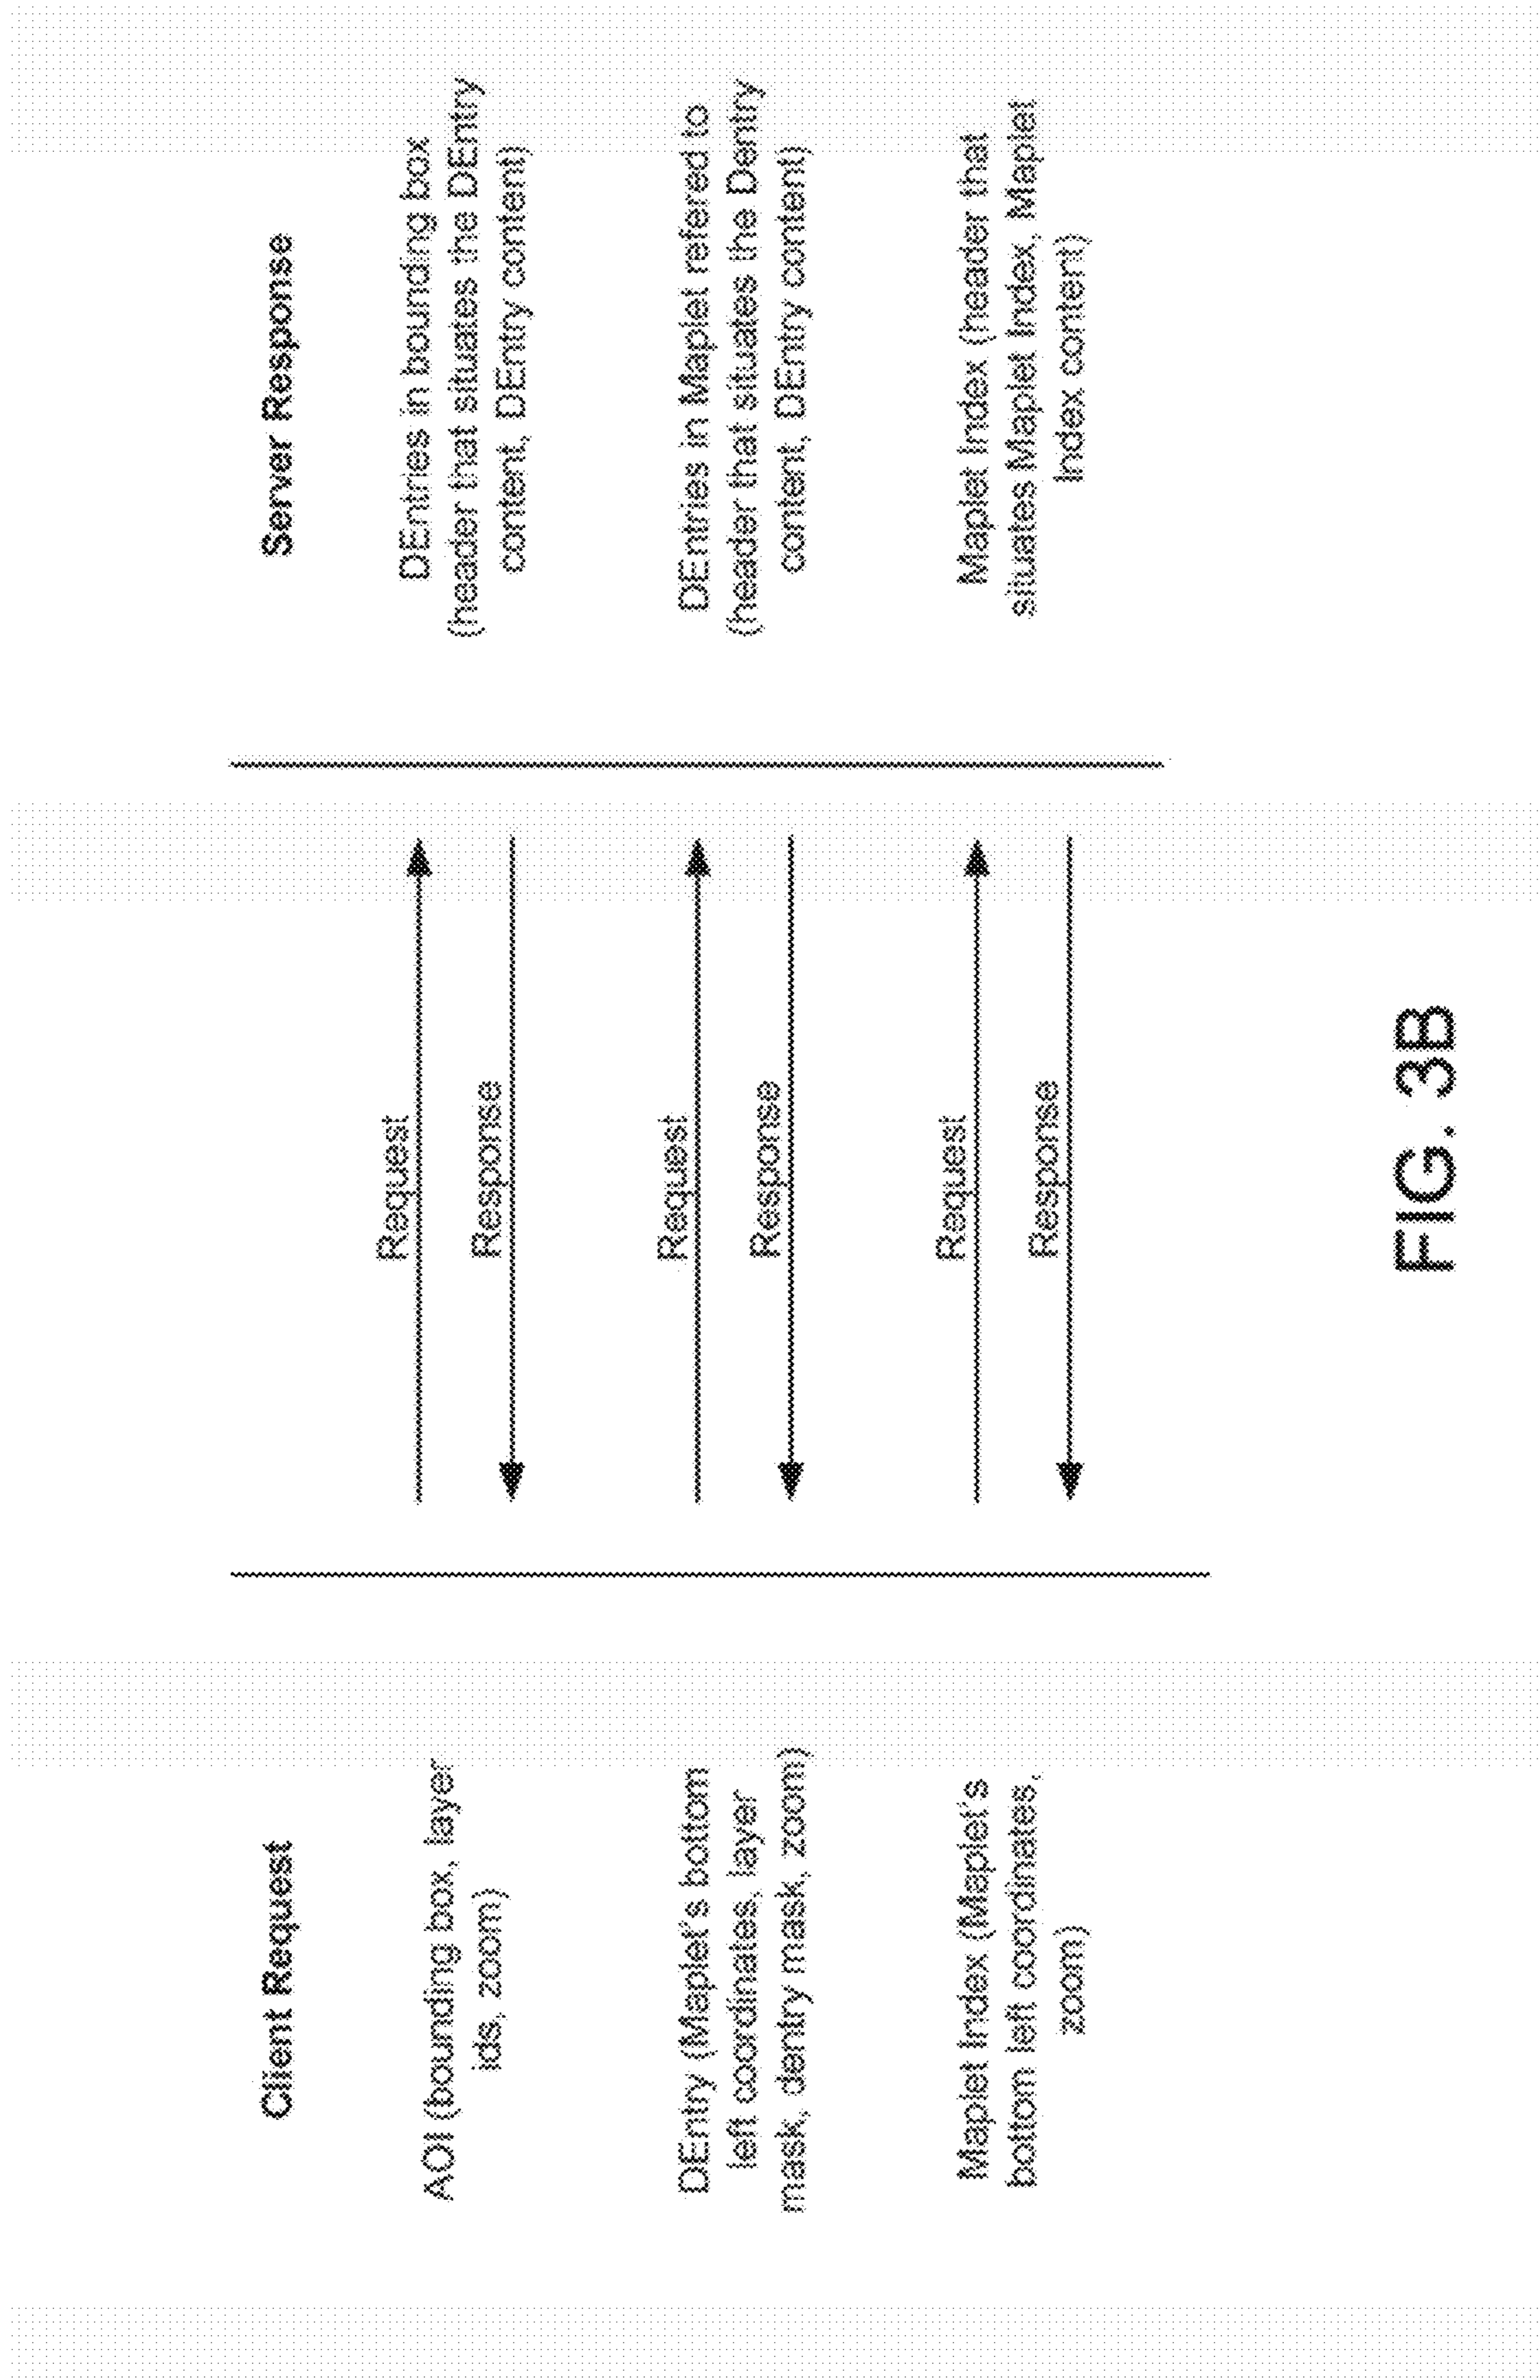 Client Request
Server Response
AOI (bounding box, layer
ids, zoom)
Request
Response
DEntries in bounding box
(header that situates the DEntry
content, DEntry content)
DEntry (Maplet's bottom
left coordinates, layer
mask, dentry mask, zoom)
Request
Response
DEntries in Maplet refered to
(header that situates the Dentry
content, DEntry content)
Maplet Index (Maplet's
bottom left coordinates,
zoom)
Request
Response
Maplet Index (header that
situates Maplet Index, Maplet
Index content)
FIG. 3B